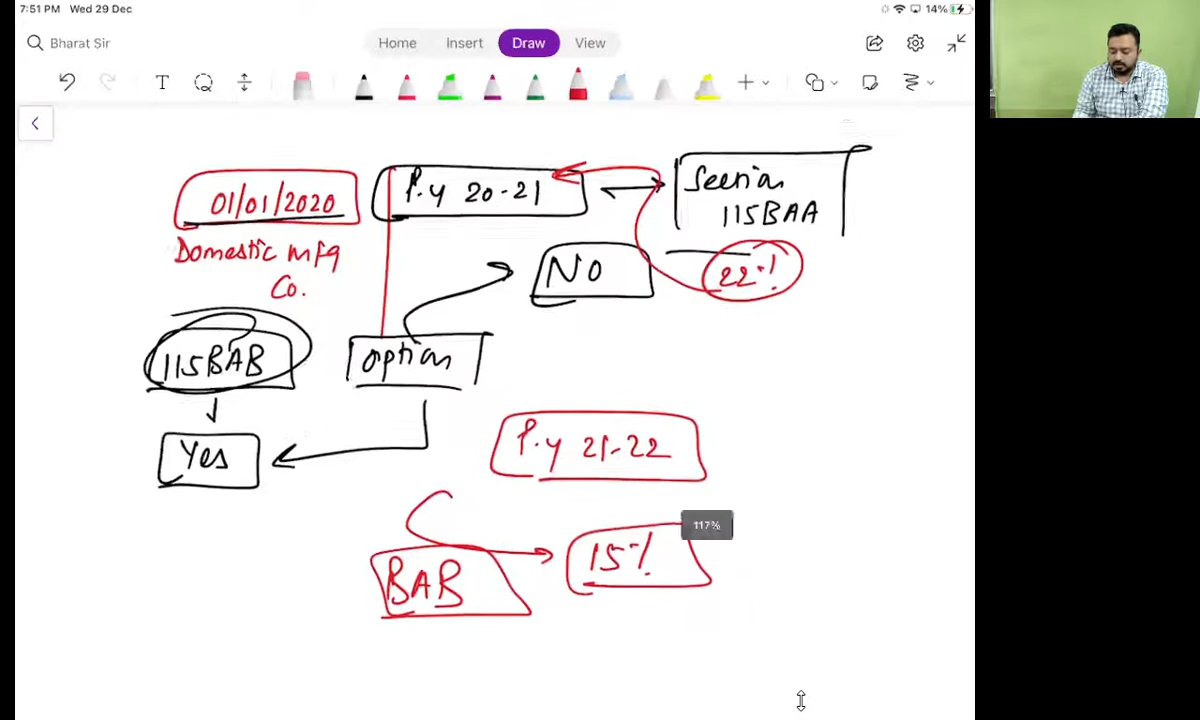 7:51 PM Wed 29 Dec
14%
Bharat Sir
Home Insert Draw View
T
01/01/2020
P.y 20-21
Section
115BAA
Domestic Mfg
Co.
NO
22%
115BAB
option
Yes
P.y 21-22
117%
BAB
15%